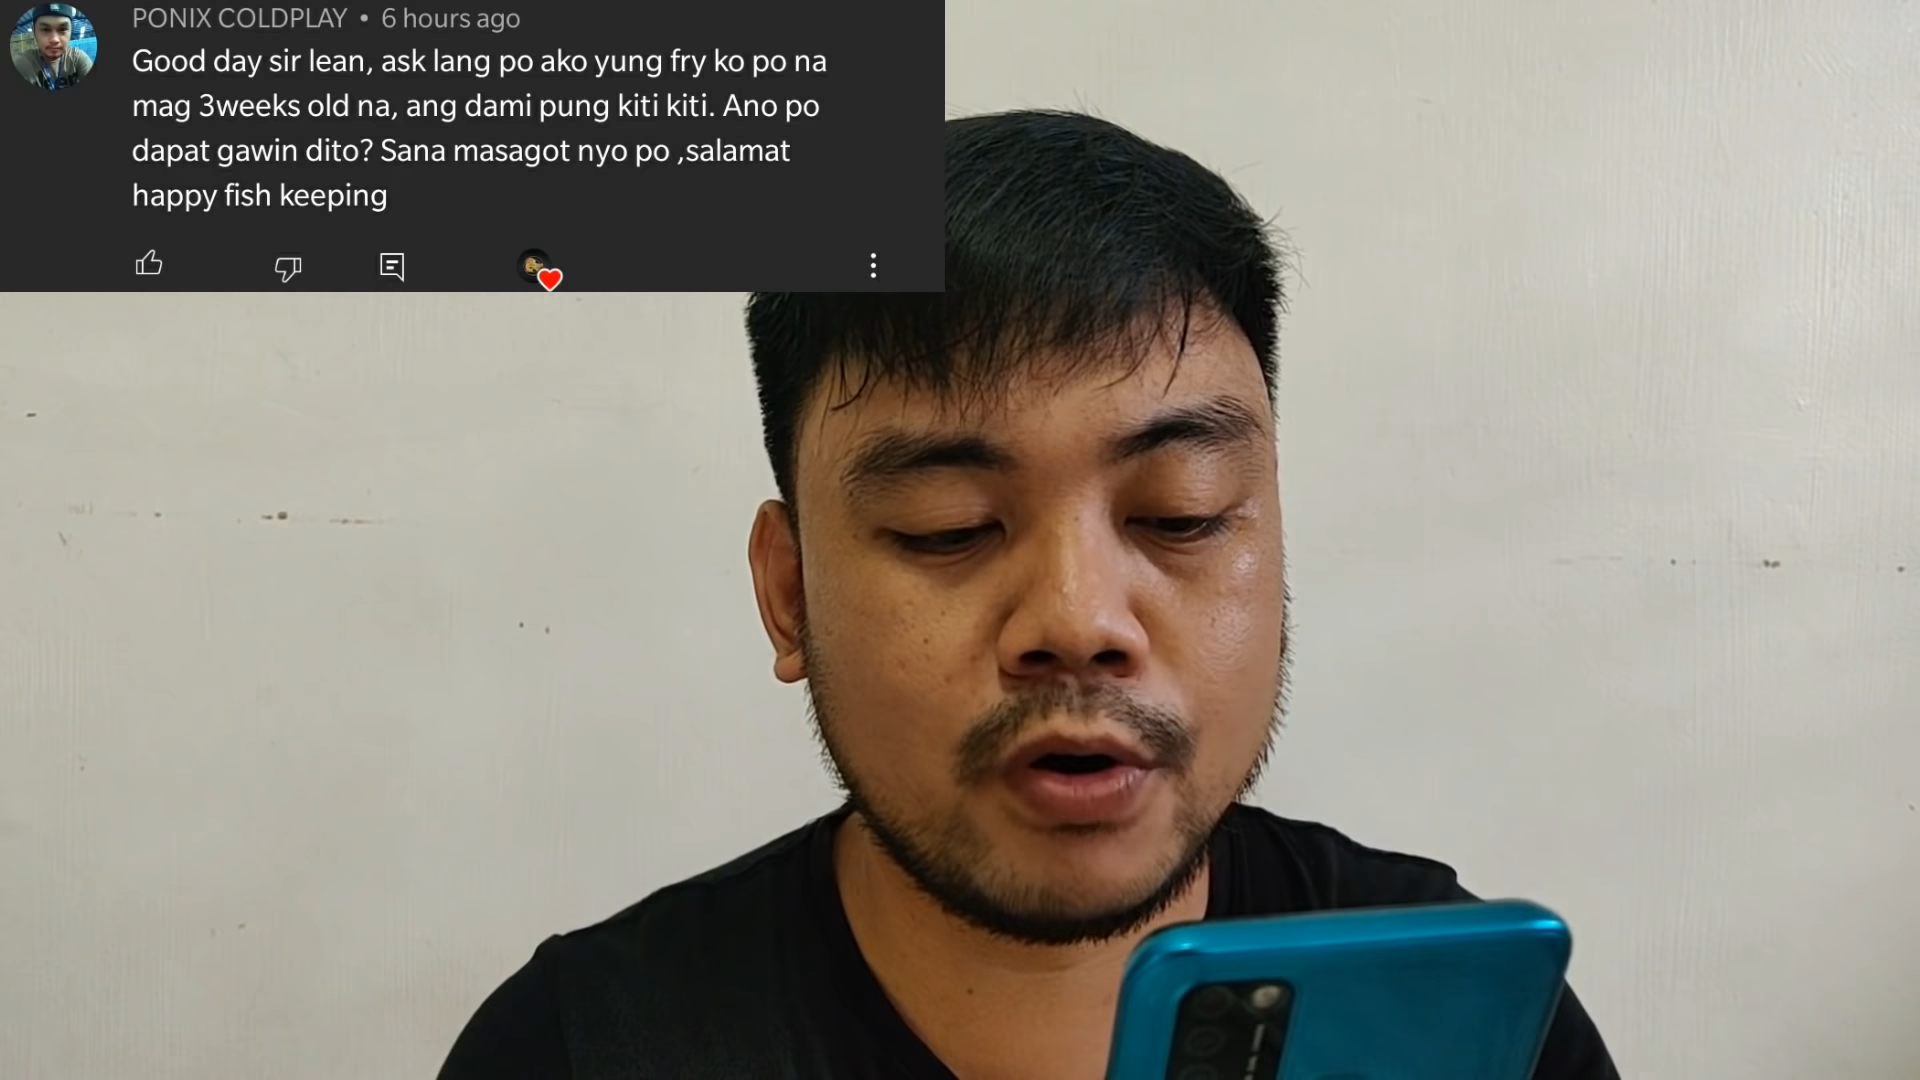 PONIX COLDPLAY • 6 hours ago
Good day sir lean, ask lang po ako yung fry ko po na
mag 3weeks old na, ang dami pung kiti kiti. Ano po
dapat gawin dito? Sana masagot nyo po ,salamat
happy fish keeping